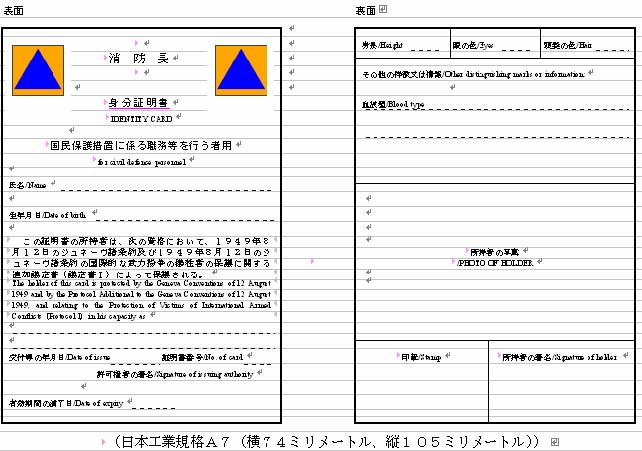 表面
消 防 長
身分証明書
IDENTITY CARD
国民保護措置に係る職務等を行う者用
for civil defence personnel
氏名/Name
生年月日/Date of birth
この証明書の所持者は、次の資格において、１９４９年８
月１２日のジュネーヴ諸条約及び１９４９年８月１２日のジ
ュネーヴ諸条約の国際的な武力紛争の犠牲者の保護に関する
追加議定書（議定書Ⅰ）によって保護される。
The holder of this card is protected by the Geneva Conventions of 12 August
1949 and by the Protocol Additional to the Geneva Conventions of 12 August
1949, and relating to the Protection of Victims of International Armed
Conflicts (Protocol I) in his capacity as
交付等の年月日/Date of issue 証明書番号/No. of card
許可権者の署名/Signature of issuing authority
有効期間の満了日/Date of expiry
裏面
身長/Height 眼の色/Eyes 頭髪の色/Hair
その他の特徴又は情報/Other distinguishing marks or information:
血液型/Blood type
所持者の写真
/PHOTO OF HOLDER
印章/Stamp 所持者の署名/Signature of holder
（日本工業規格Ａ７（横７４ミリメートル、縦１０５ミリメートル））